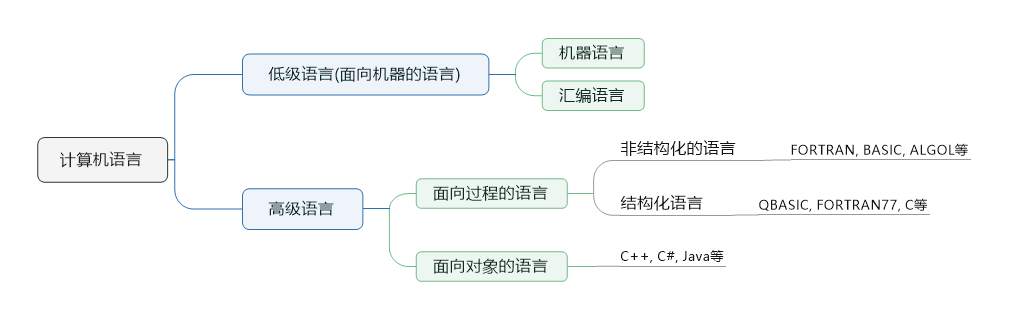 计算机语言
低级语言(面向机器的语言)
机器语言
汇编语言
高级语言
面向过程的语言
非结构化的语言
FORTRAN, BASIC, ALGOL等
结构化语言
QBASIC, FORTRAN77, C等
面向对象的语言
C++, C#, Java等